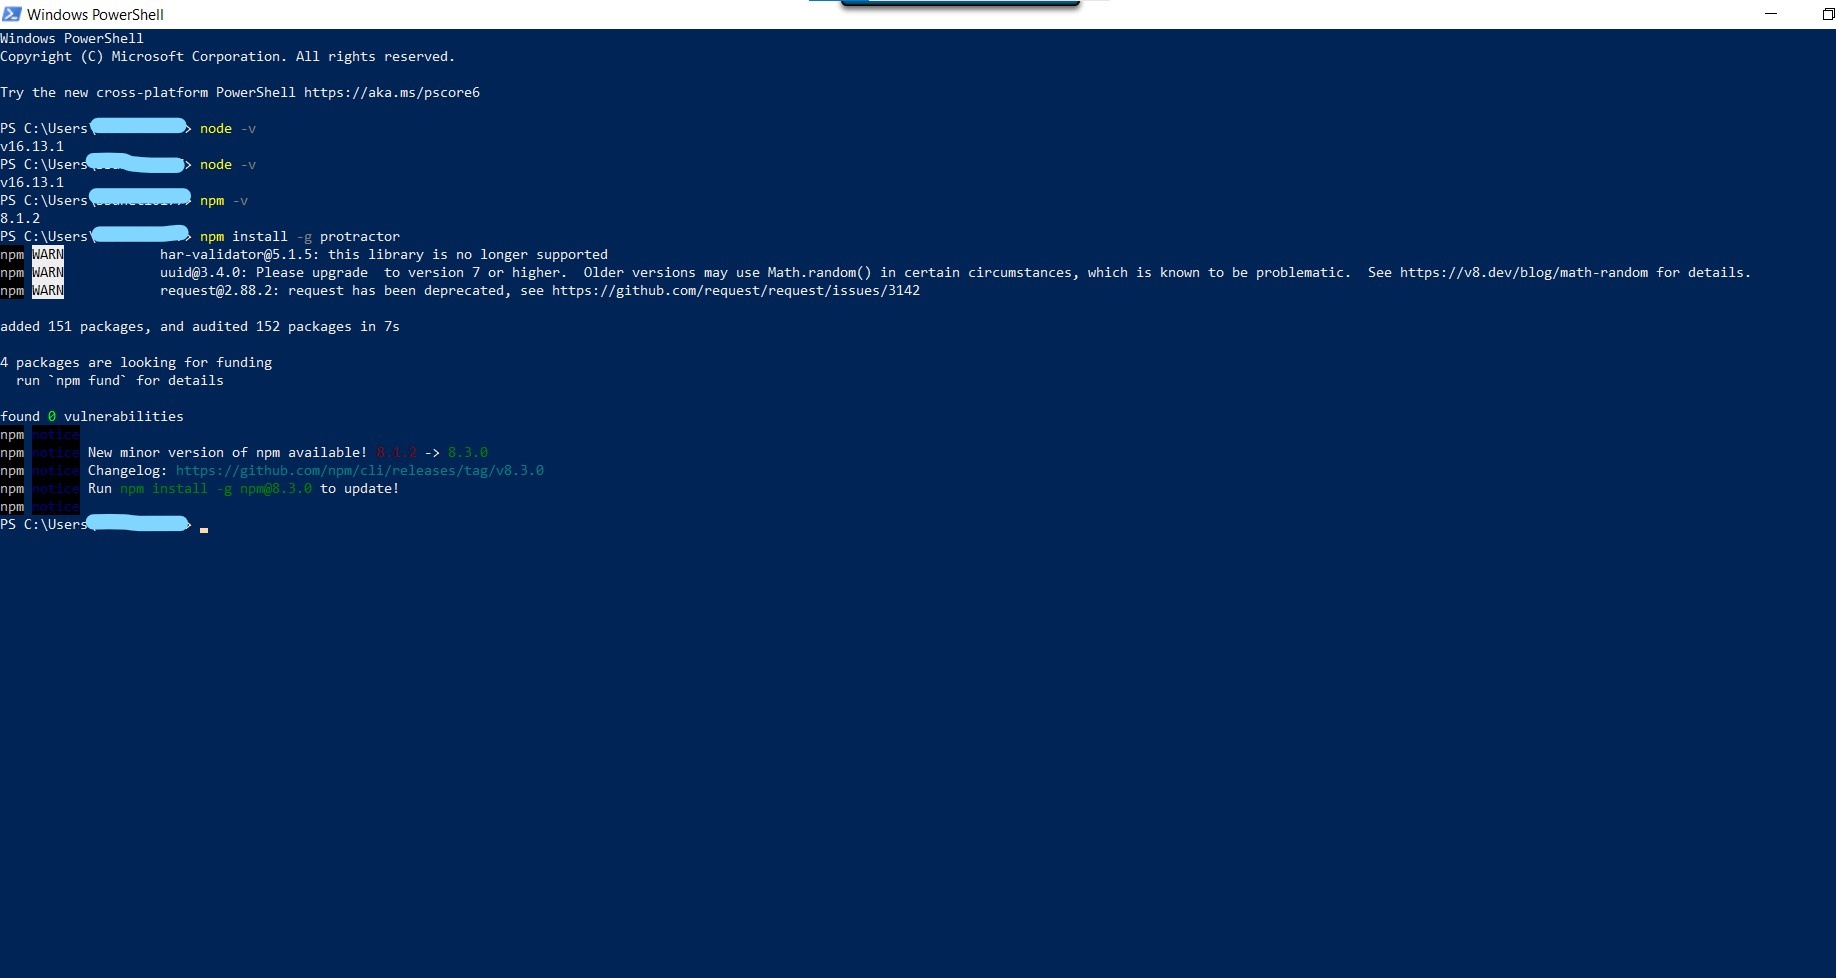 Windows PowerShell
Windows PowerShell
Copyright (C) Microsoft Corporation. All rights reserved.
Try the new cross-platform PowerShell https://aka.ms/pscore6
PS C:\Users\> node -v
v16.13.1
PS C:\Users> node -v
v16.13.1
PS C:\Users\> npm -v
8.1.2
PS C:\Users\> npm install -g protractor
npm WARN har-validator@5.1.5: this library is no longer supported
npm WARN uuid@3.4.0: Please upgrade  to version 7 or higher.  Older versions may use Math.random() in certain circumstances, which is known to be problematic.  See https://v8.dev/blog/math-random for details.
npm WARN request@2.88.2: request has been deprecated, see https://github.com/request/request/issues/3142
added 151 packages, and audited 152 packages in 7s
4 packages are looking for funding
run `npm fund` for details
found 0 vulnerabilities
npm notice
npm notice New minor version of npm available! 8.1.2 -> 8.3.0
npm notice Changelog: https://github.com/npm/cli/releases/tag/v8.3.0
npm notice Run npm install -g npm@8.3.0 to update!
npm notice
PS C:\Users\>